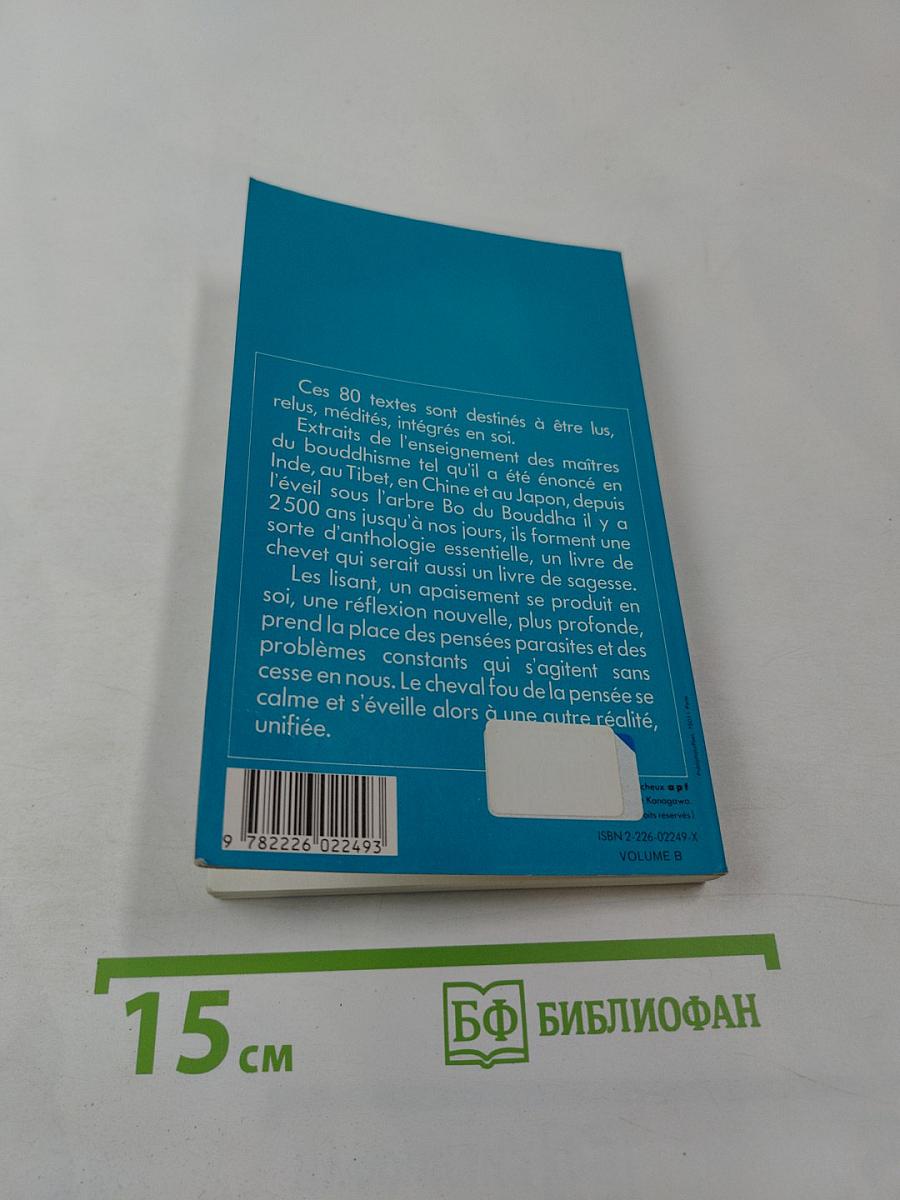 Ces 80 textes sont destinés à être lus,
relus, médités, intégrés en soi.
Extraits de l'enseignement des maîtres
du bouddhisme tel qu'il a été énoncé en
Inde, au Tibet, en Chine et au Japon, depuis
l'éveil sous l'arbre Bo du Bouddha il y a
2500 ans jusqu'à nos jours, ils forment une
sorte d'anthologie essentielle, un livre de
chevet qui serait aussi un livre de sagesse.
Les lisant, un apaisement se produit en
soi, une réflexion nouvelle, plus profonde,
prend la place des pensées parasites et des
problèmes constants qui s'agitent sans
cesse en nous. Le cheval fou de la pensée se
calme et s'éveille alors à une autre réalité,
unifiée.
cheux apf
Kanagawa.
oits réservés)
ISBN 2-226-02249-X
VOLUME B
9 782226 022493
15 см
БФ БИБЛИОФАН